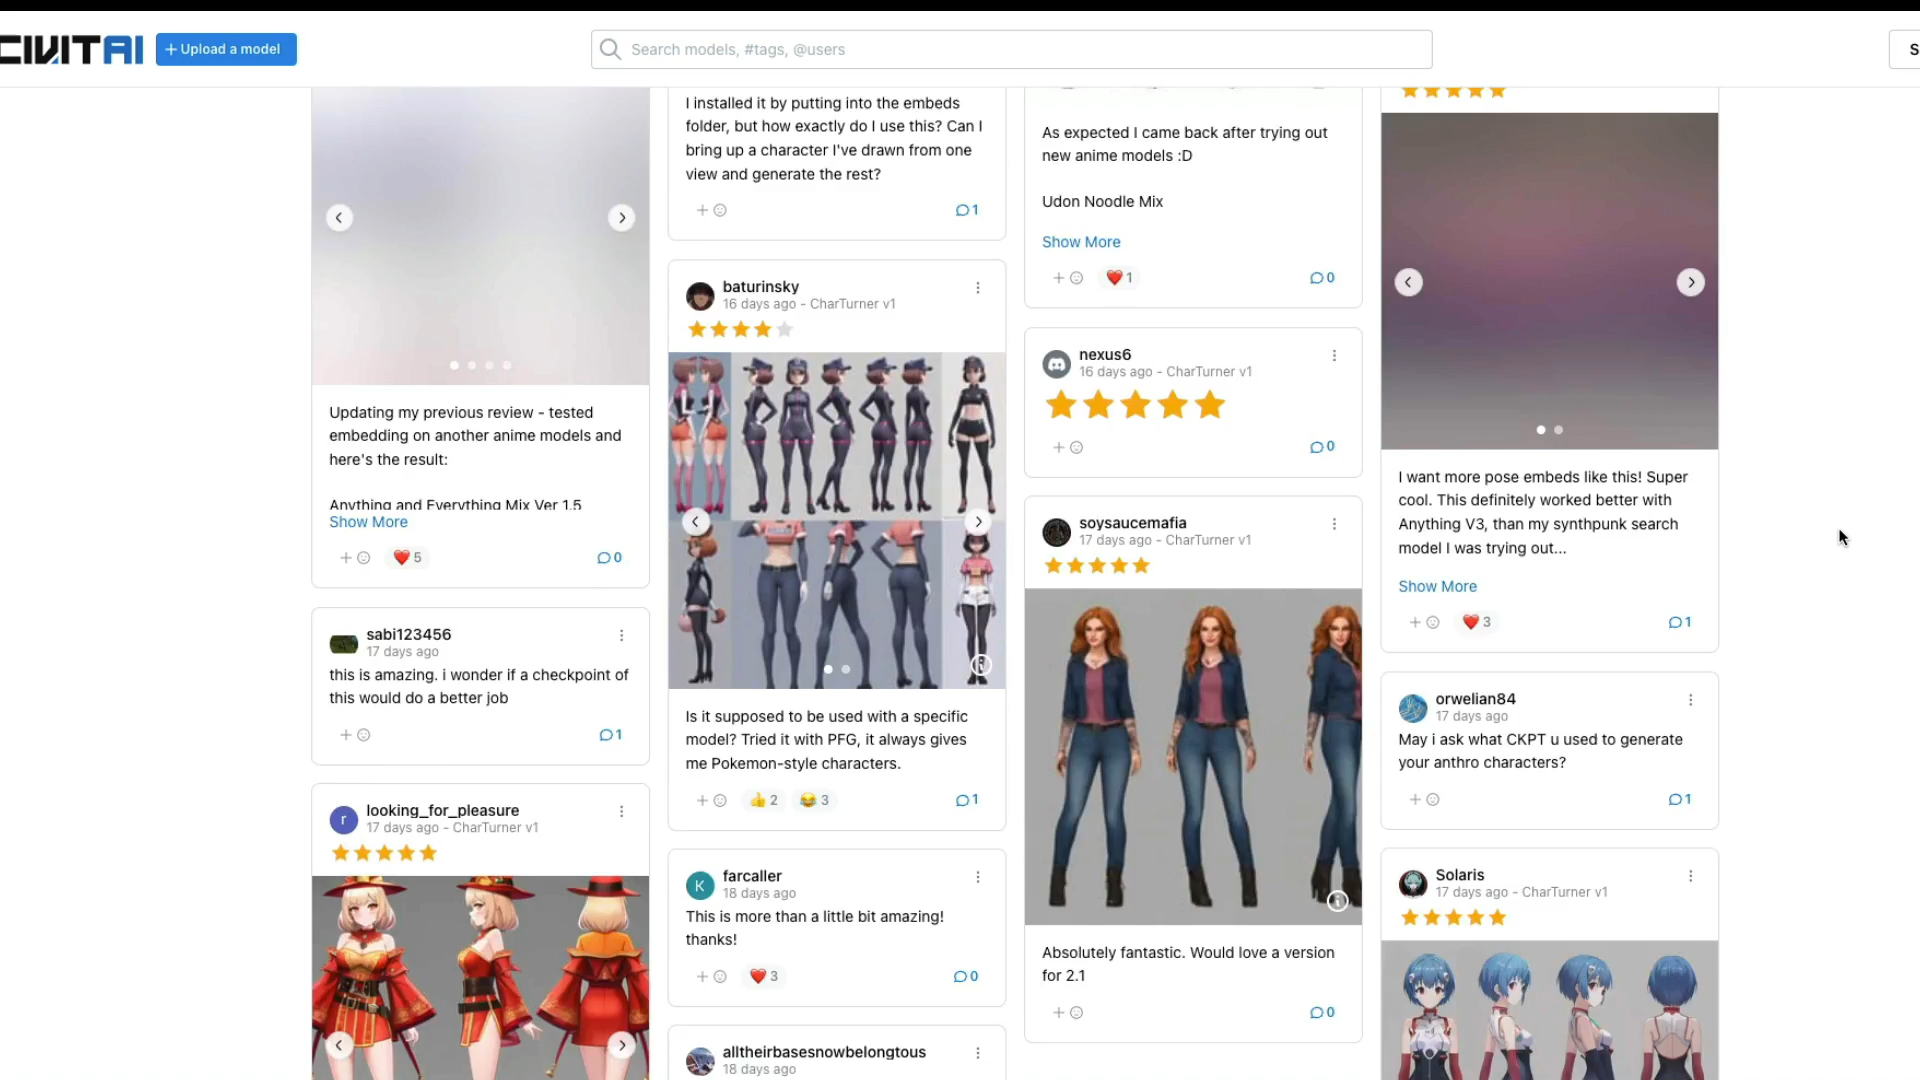 CIVITAI
+ Upload a model
Search models, #tags, @users
S
Updating my previous review - tested
embedding on another anime models and
here's the result:
Anything and Everything Mix Ver 1.5
Show More
5
0
sabi123456
17 days ago
this is amazing. i wonder if a checkpoint of
this would do a better job
1
r
looking_for_pleasure
17 days ago - CharTurner v1
I installed it by putting into the embeds
folder, but how exactly do I use this? Can I
bring up a character I've drawn from one
view and generate the rest?
1
baturinsky
16 days ago - CharTurner v1
Is it supposed to be used with a specific
model? Tried it with PFG, it always gives
me Pokemon-style characters.
2
3
1
K
farcaller
18 days ago
This is more than a little bit amazing!
thanks!
3
0
alltheirbasesnowbelongtous
18 days ago
As expected I came back after trying out
new anime models :D
Udon Noodle Mix
Show More
1
0
nexus6
16 days ago - CharTurner v1
0
soysaucemafia
17 days ago - CharTurner v1
Absolutely fantastic. Would love a version
for 2.1
0
I want more pose embeds like this! Super
cool. This definitely worked better with
Anything V3, than my synthpunk search
model I was trying out...
Show More
3
1
orwelian84
17 days ago
May i ask what CKPT u used to generate
your anthro characters?
1
Solaris
17 days ago - CharTurner v1